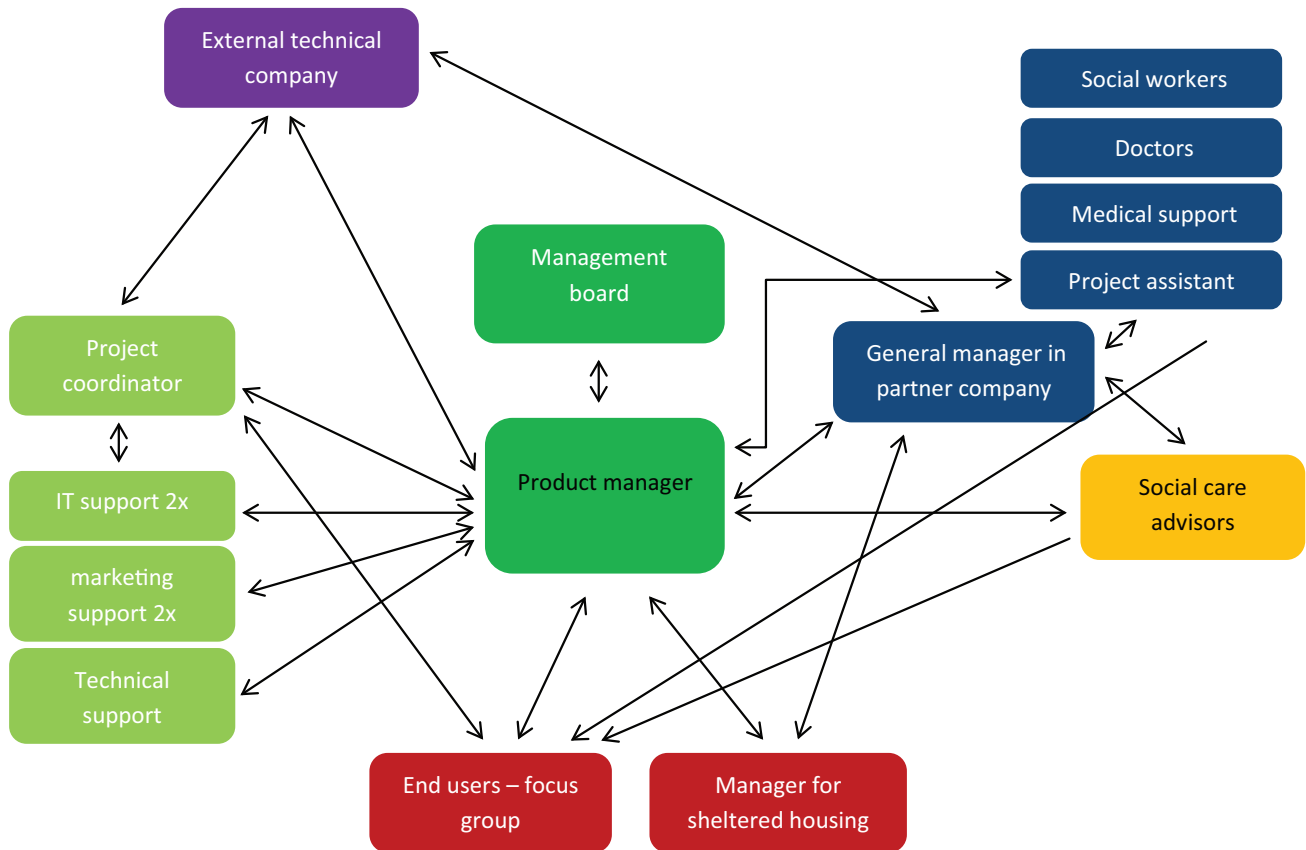 External technical
company
Social workers
Doctors
Medical support
Project assistant
Management
board
General manager in
partner company
Project
coordinator
Product manager
Social care
advisors
IT support 2x
marketing
support 2x
Technical
support
End users – focus
group
Manager for
sheltered housing